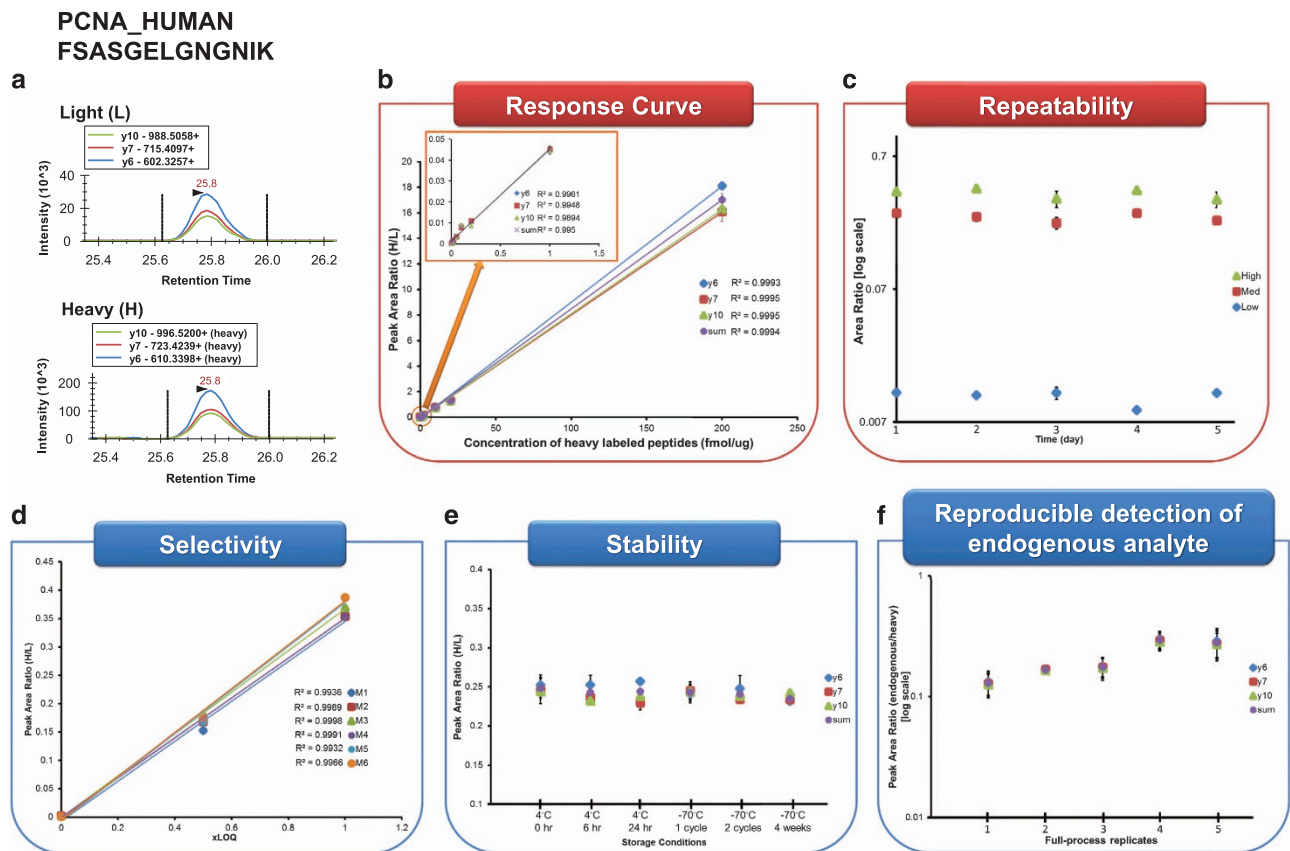 PCNA_HUMAN
FSASGELGNGNIK
a
Light (L)
y10 - 988.5058+
y7 - 715.4097+
y6 - 602.3257+
Intensity (10^3)
40
20
0
25.8
25.4
25.6
25.8
26.0
26.2
Retention Time
Heavy (H)
y10 - 996.5200+ (heavy)
y7 - 723.4239+ (heavy)
y6 - 610.3398+ (heavy)
Intensity (10^3)
200
100
0
25.8
25.4
25.6
25.8
26.0
26.2
Retention Time
b
Response Curve
Peak Area Ratio (H/L)
20
18
16
14
12
10
8
6
4
2
0
0.05
0.04
0.03
0.02
0.01
0
y6 R² = 0.9961
y7 R² = 0.9948
y10 R² = 0.9894
sum R² = 0.995
0
0.5
1
1.5
y6 R² = 0.9993
y7 R² = 0.9995
y10 R² = 0.9995
sum R² = 0.9994
0
50
100
150
200
250
Concentration of heavy labeled peptides (fmol/ug)
c
Repeatability
Area Ratio [log scale]
0.7
0.07
0.007
High
Med
Low
1
2
3
4
5
Time (day)
d
Selectivity
Peak Area Ratio (H/L)
0.45
0.4
0.35
0.3
0.25
0.2
0.15
0.1
0.05
0
R² = 0.9936 M1
R² = 0.9989 M2
R² = 0.9998 M3
R² = 0.9991 M4
R² = 0.9932 M5
R² = 0.9966 M6
0
0.2
0.4
0.6
0.8
1
1.2
xLOQ
e
Stability
Peak Area Ratio (H/L)
0.4
0.35
0.3
0.25
0.2
0.15
0.1
y6
y7
y10
sum
4°C
0 hr
4°C
6 hr
4°C
24 hr
-70°C
1 cycle
-70°C
2 cycles
-70°C
4 weeks
Storage Conditions
f
Reproducible detection of
endogenous analyte
Peak Area Ratio (endogenous/heavy)
[log scale]
1
0.1
0.01
y6
y7
y10
sum
1
2
3
4
5
Full-process replicates